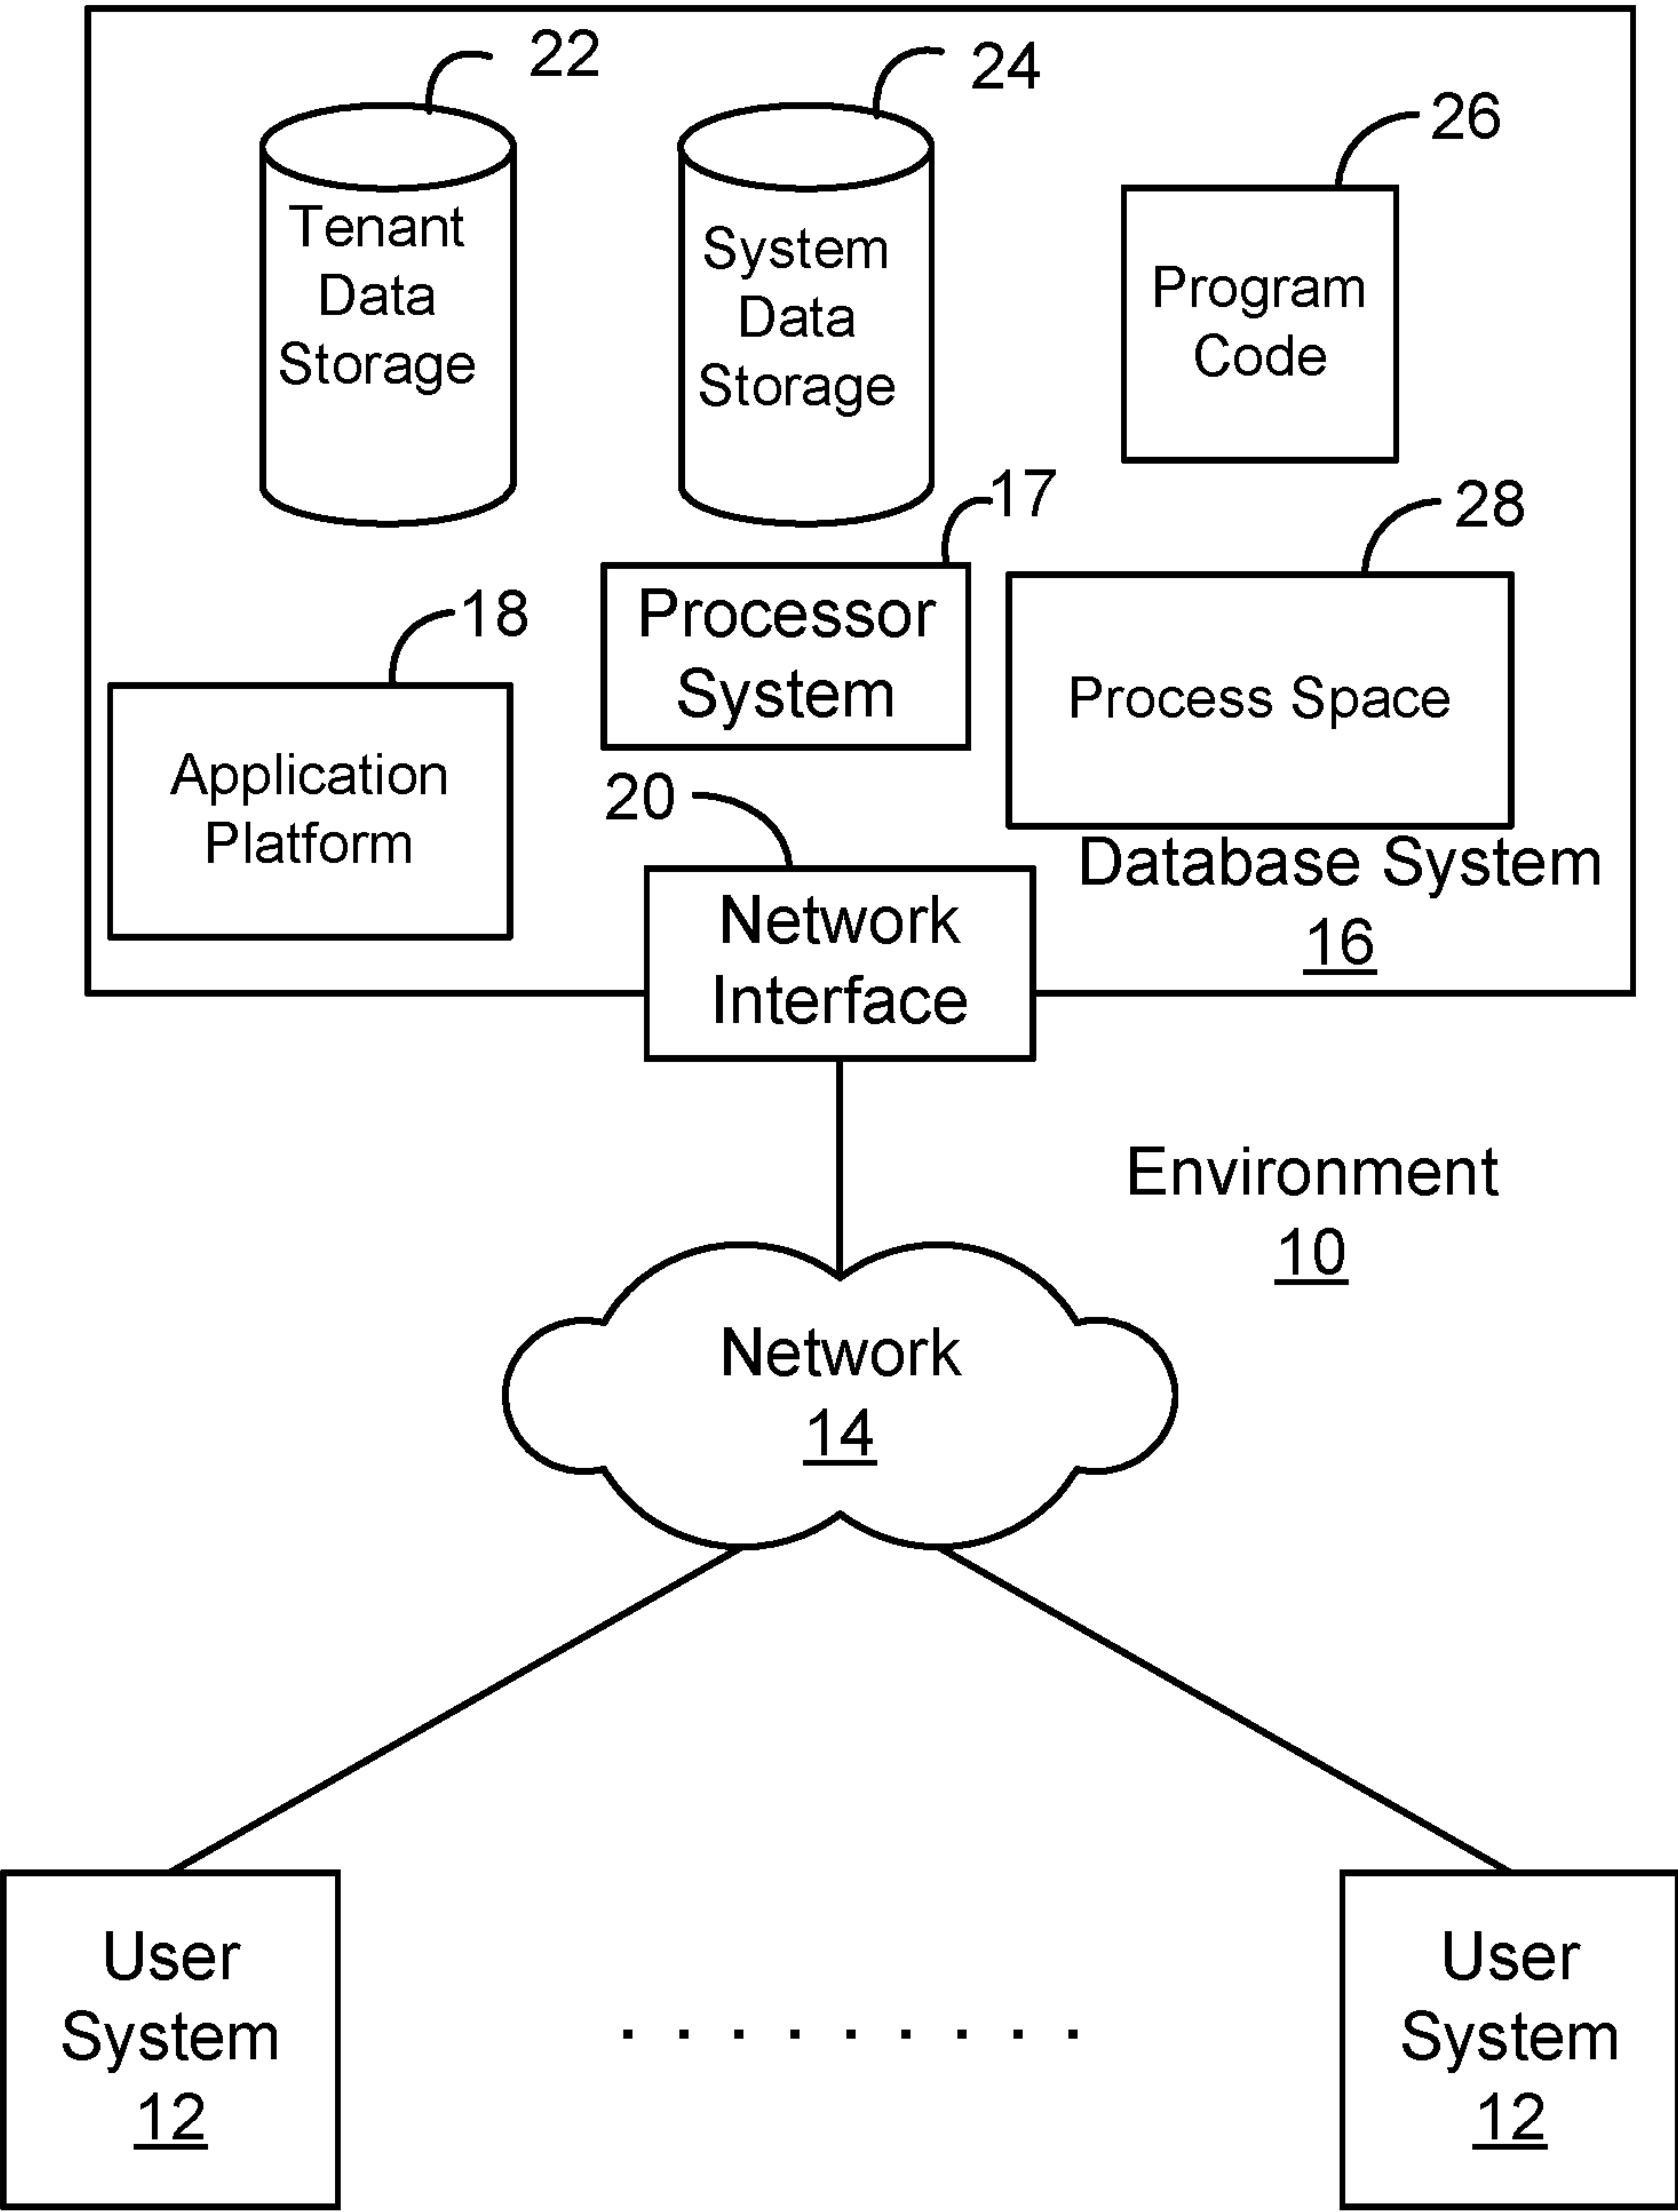 22
24
26
Tenant
Data
Storage
System
Data
Storage
Program
Code
17
28
18
Processor
System
Process Space
Application
Platform
20
Database System
16
Network
Interface
Environment
10
Network
14
User
System
12
. . . . . . . . .
User
System
12